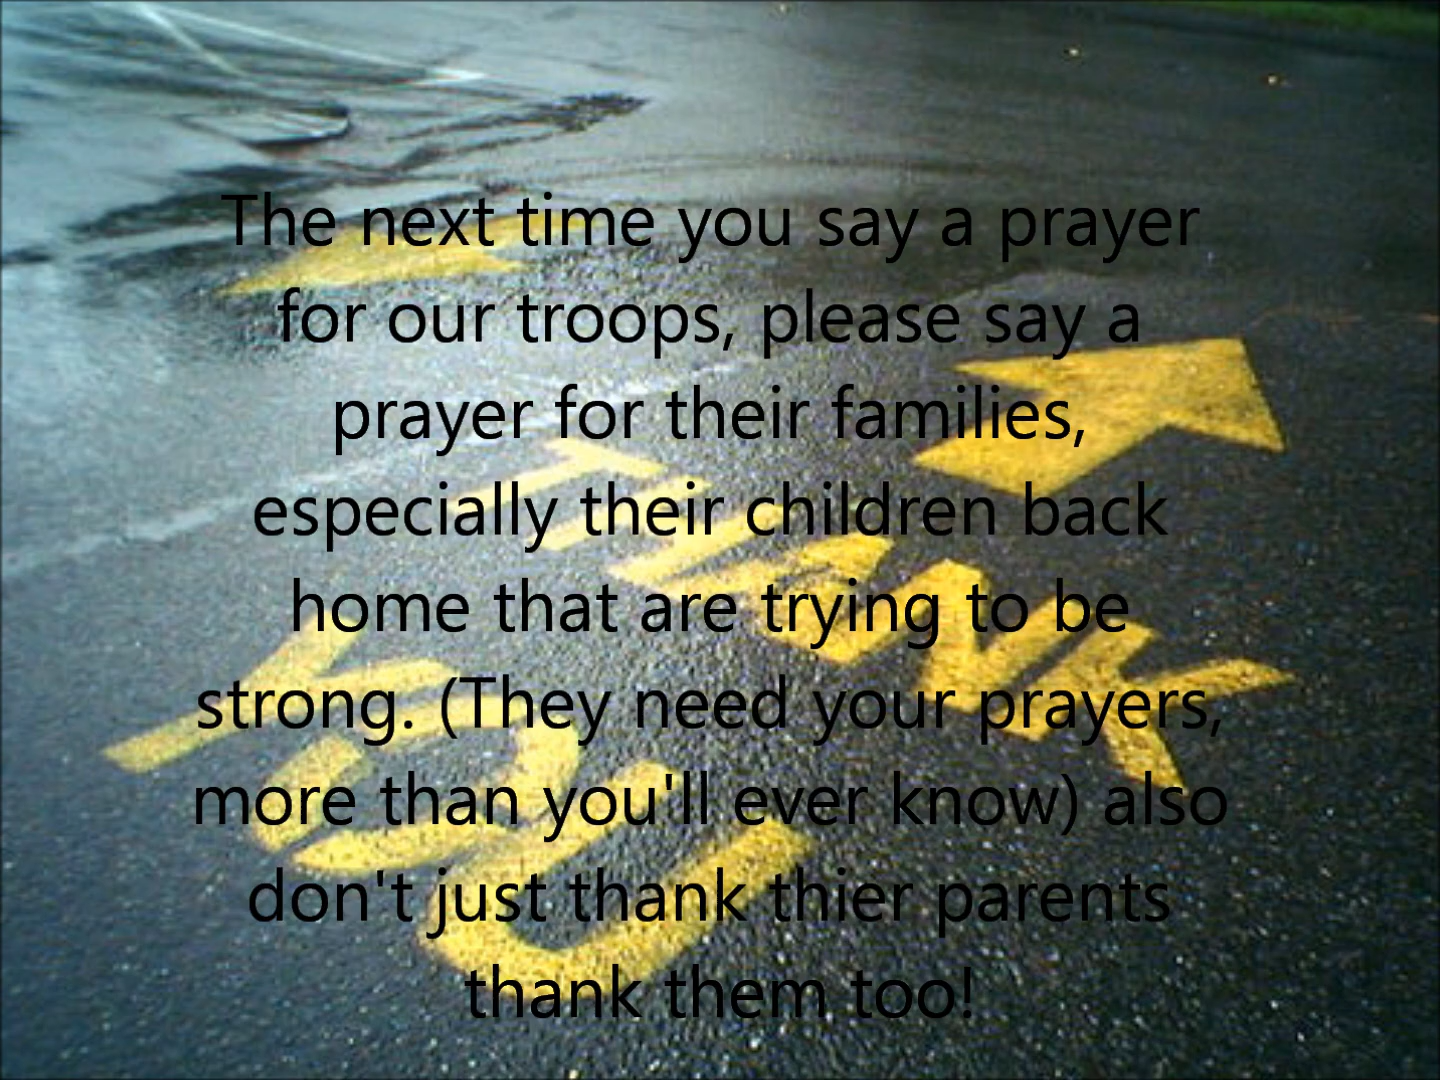 The next time you say a prayer
for our troops, please say a
prayer for their families,
especially their children back
home that are trying to be
strong. (They need your prayers,
more than you'll ever know) also
don't just thank thier parents
thank them too!
THANK
YOU